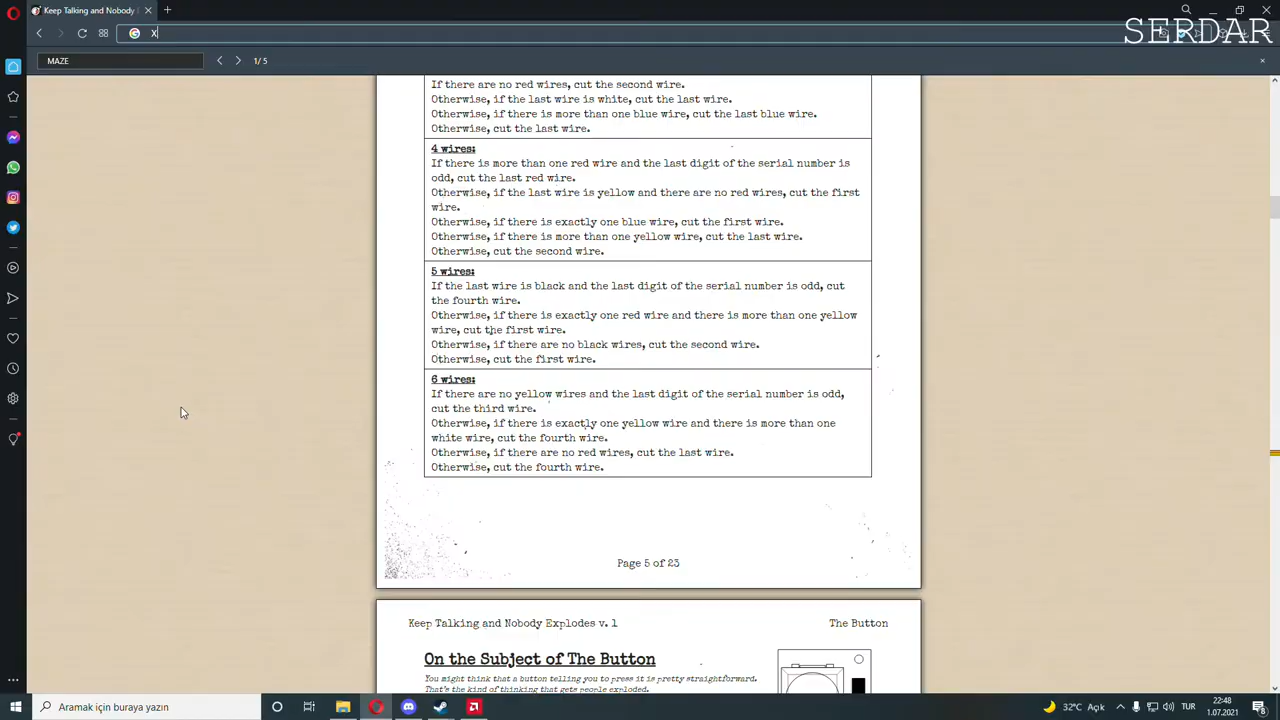 Keep Talking and Nobody E
X
SERDAR
MAZE
1/ 5
If there are no red wires, cut the second wire.
Otherwise, if the last wire is white, cut the last wire.
Otherwise, if there is more than one blue wire, cut the last blue wire.
Otherwise, cut the last wire.
4 wires:
If there is more than one red wire and the last digit of the serial number is
odd, cut the last red wire.
Otherwise, if the last wire is yellow and there are no red wires, cut the first
wire.
Otherwise, if there is exactly one blue wire, cut the first wire.
Otherwise, if there is more than one yellow wire, cut the last wire.
Otherwise, cut the second wire.
5 wires:
If the last wire is black and the last digit of the serial number is odd, cut
the fourth wire.
Otherwise, if there is exactly one red wire and there is more than one yellow
wire, cut the first wire.
Otherwise, if there are no black wires, cut the second wire.
Otherwise, cut the first wire.
6 wires:
If there are no yellow wires and the last digit of the serial number is odd,
cut the third wire.
Otherwise, if there is exactly one yellow wire and there is more than one
white wire, cut the fourth wire.
Otherwise, if there are no red wires, cut the last wire.
Otherwise, cut the fourth wire.
Page 5 of 23
Keep Talking and Nobody Explodes v. 1
The Button
On the Subject of The Button
You might think that a button telling you to press it is pretty straightforward.
That's the kind of thinking that gets people exploded.
Aramak için buraya yazın
32°C Açık
TUR
22:48
1.07.2021
8